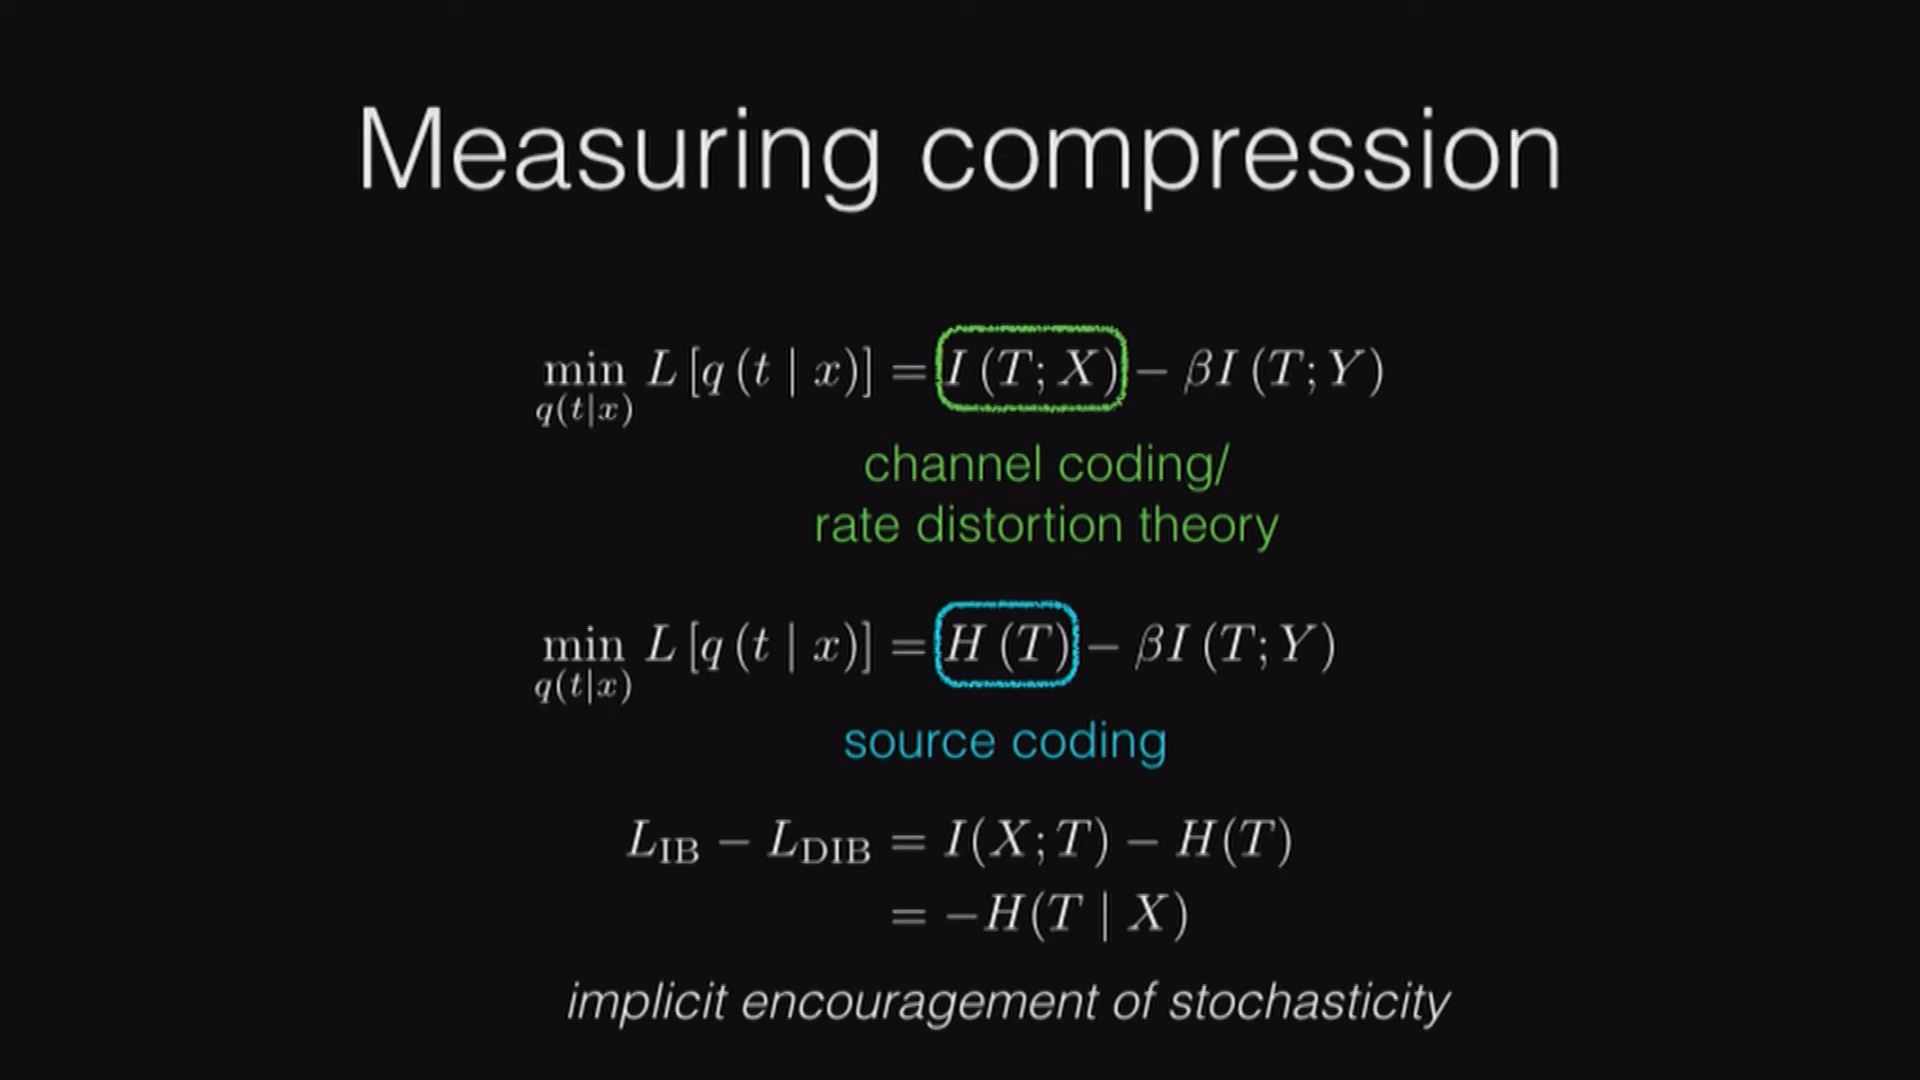 Measuring compression
min L [q (t | x)] = I (T; X) − βI (T; Y)
q(t|x)
channel coding/
rate distortion theory
min L [q (t | x)] = H (T) − βI (T; Y)
q(t|x)
source coding
L_IB − L_DIB = I(X; T) − H(T)
= −H(T | X)
implicit encouragement of stochasticity